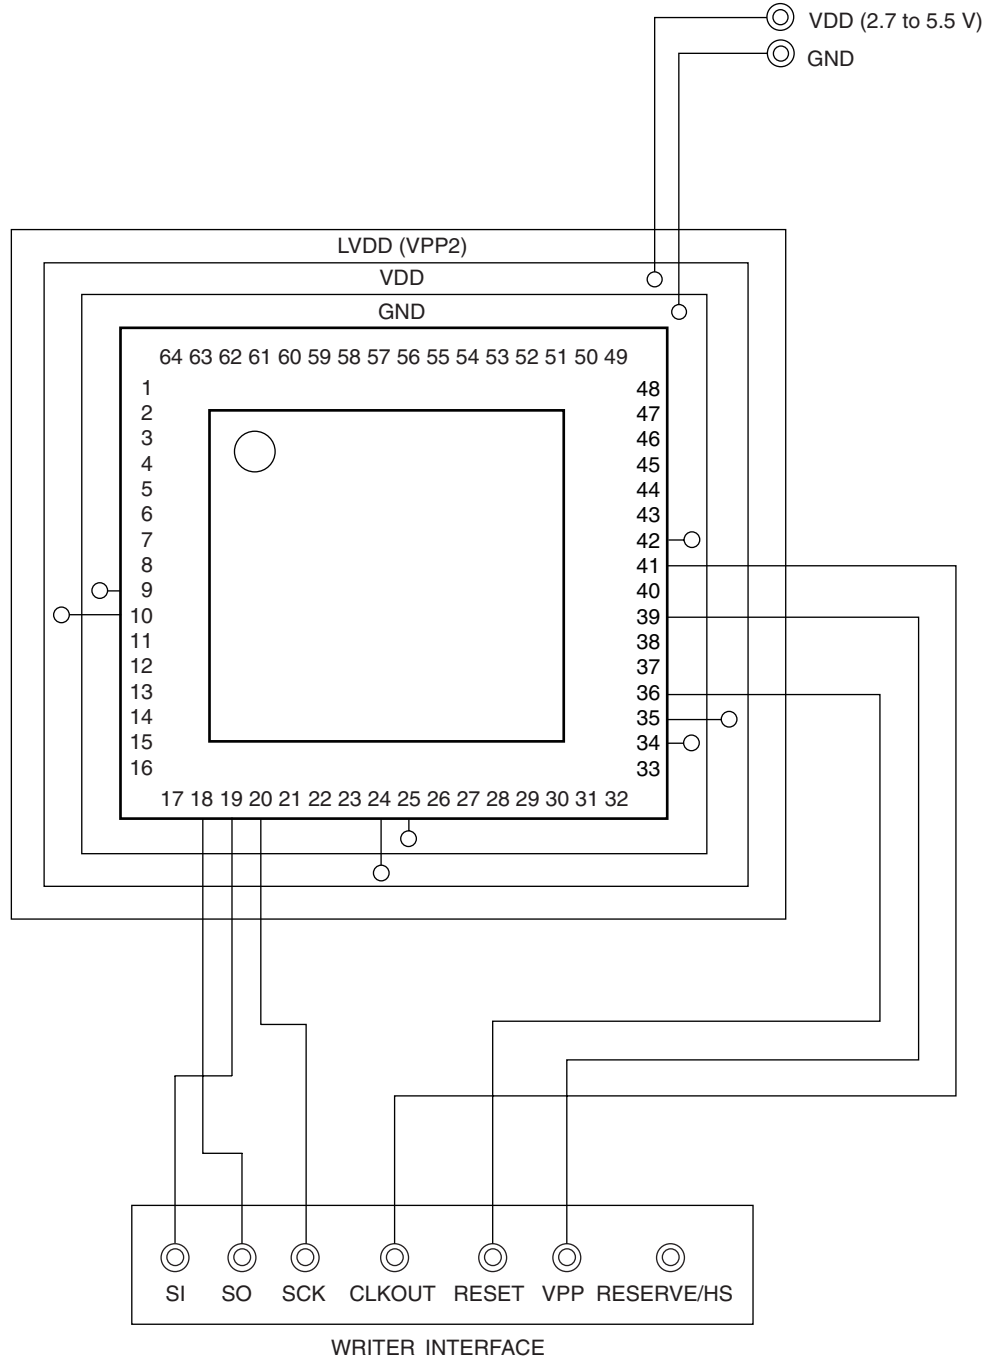 VDD (2.7 to 5.5 V)
GND
LVDD (VPP2)
VDD
GND
64 63 62 61 60 59 58 57 56 55 54 53 52 51 50 49
1 48
2 47
3 46
4 45
5 44
6 43
7 42
8 41
9 40
10 39
11 38
12 37
13 36
14 35
15 34
16 33
17 18 19 20 21 22 23 24 25 26 27 28 29 30 31 32
SI SO SCK CLKOUT RESET VPP RESERVE/HS
WRITER INTERFACE